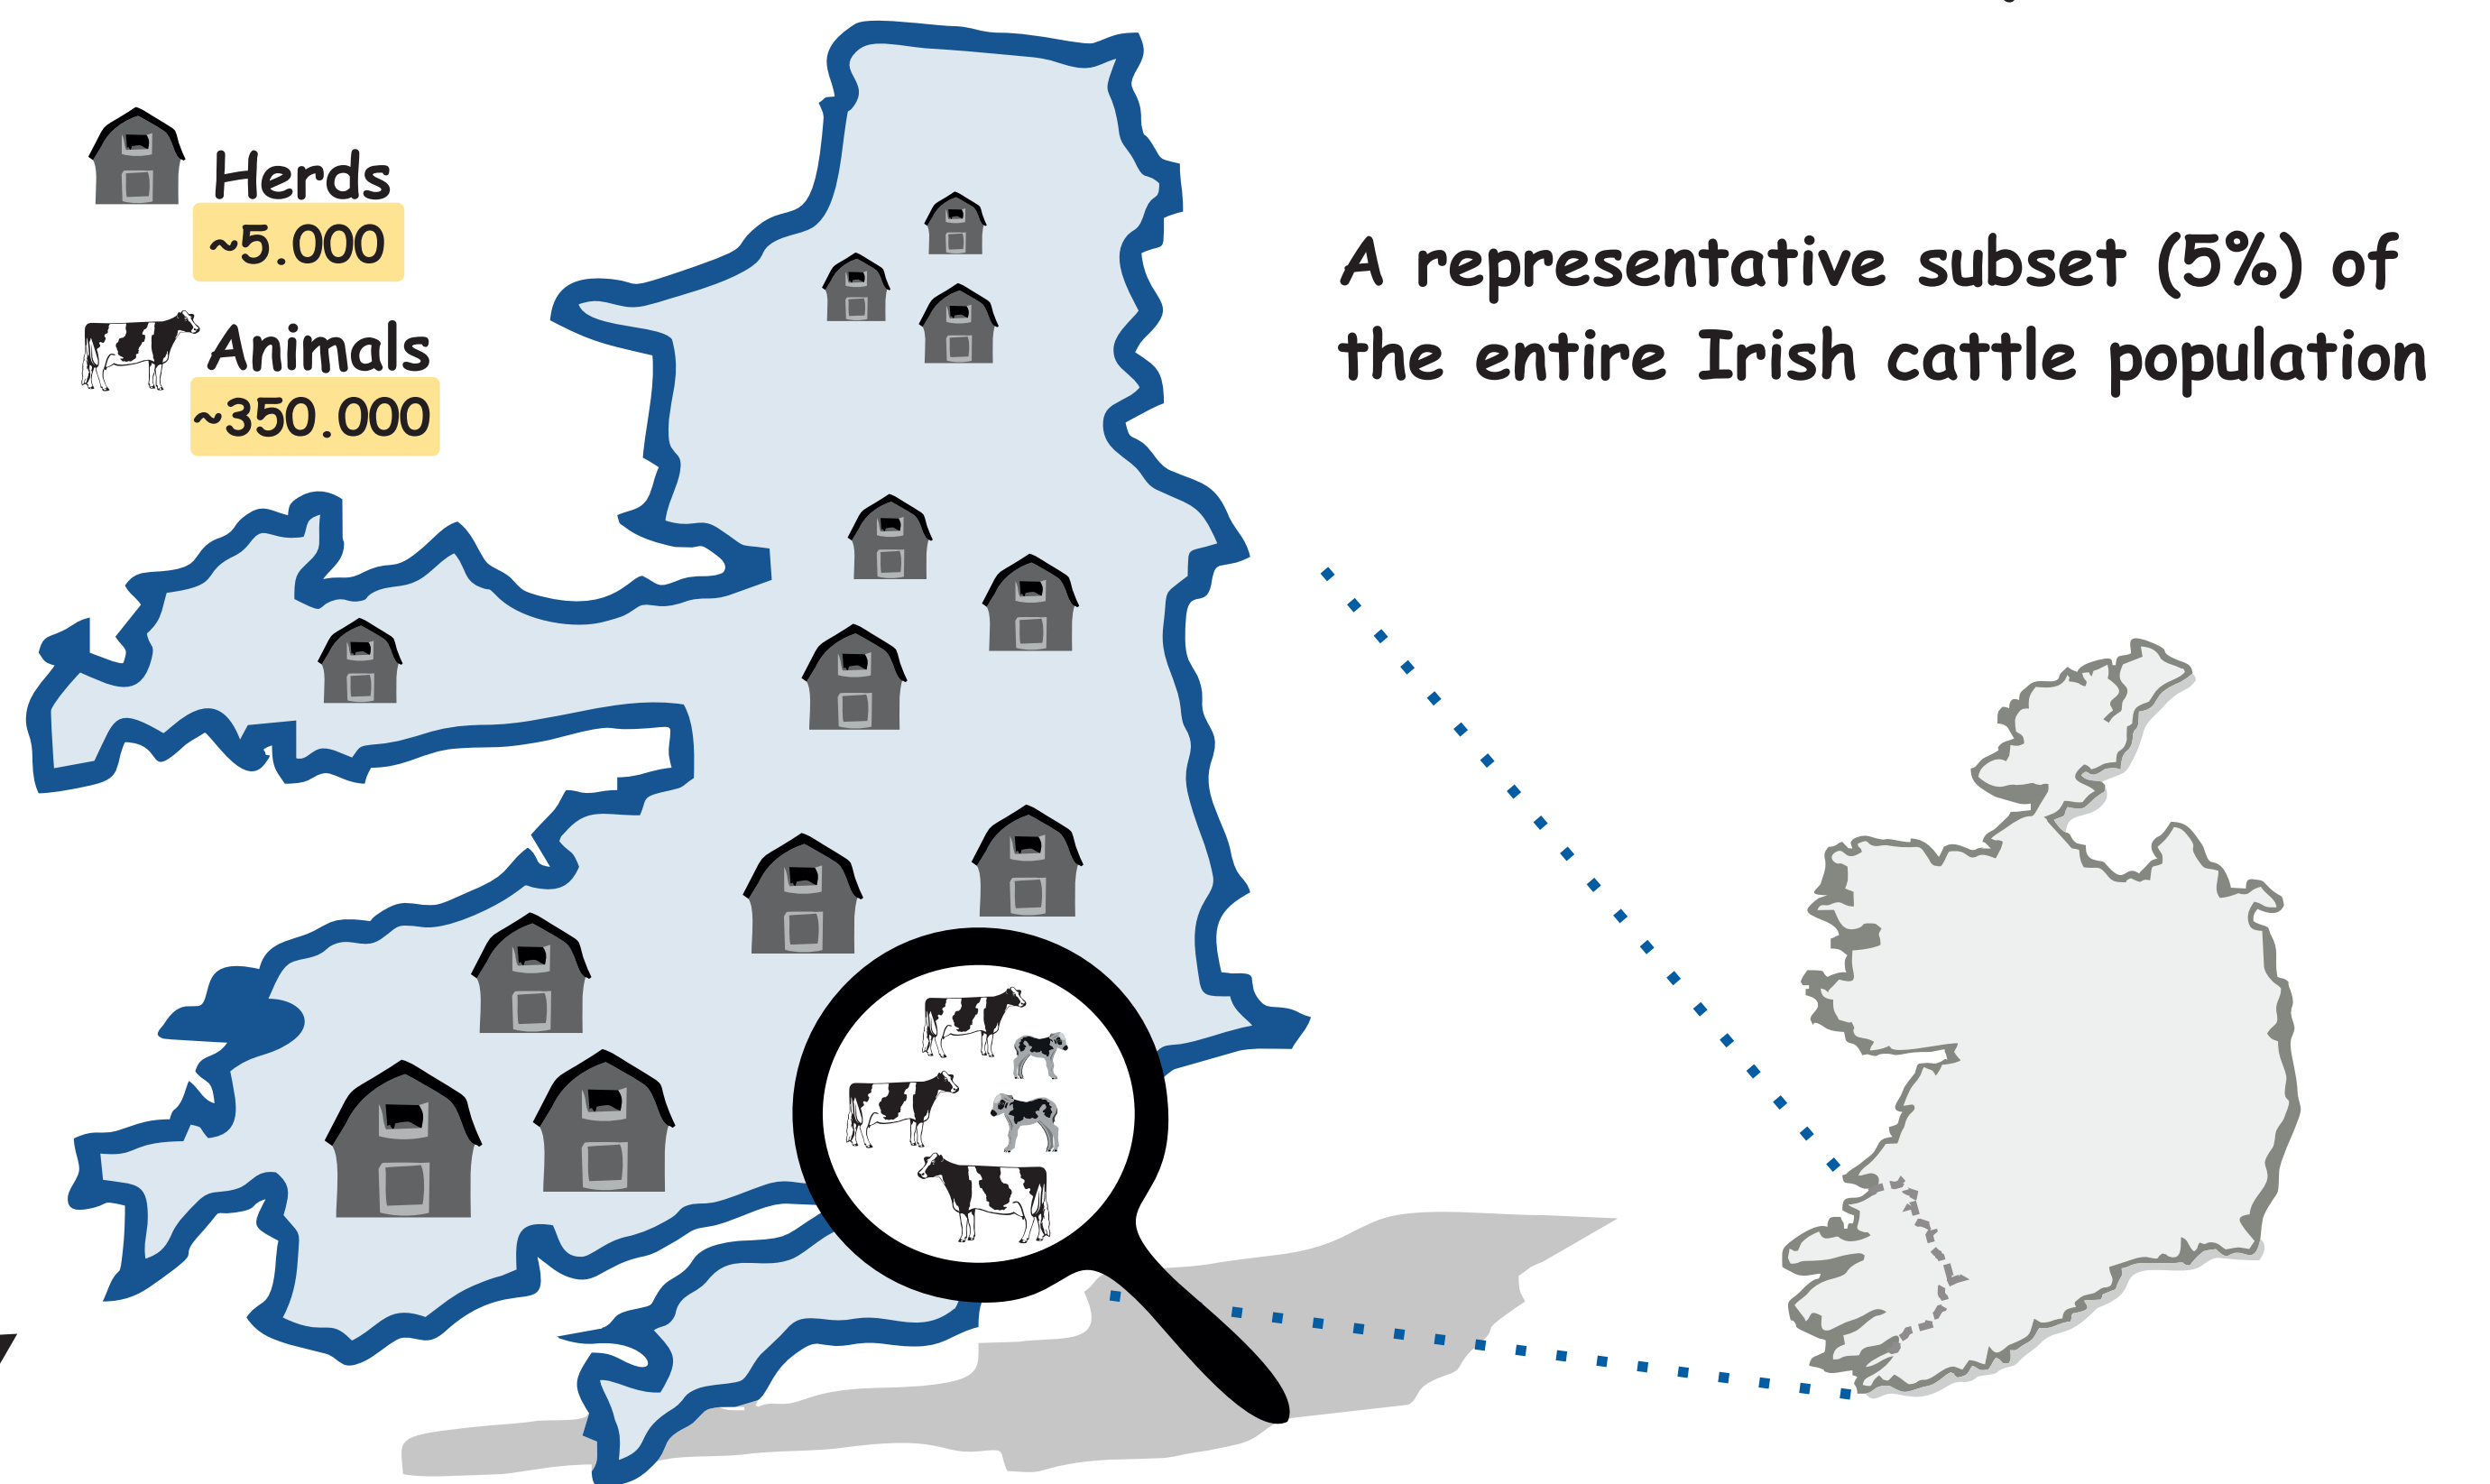 Herds
~5.000
Animals
~350.000
A representative subset (5%) of
the entire Irish cattle population